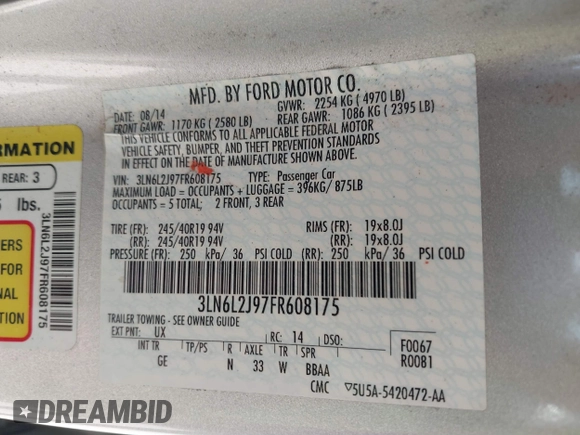 MFD. BY FORD MOTOR CO.
DATE: 08/14 GVWR: 2254 KG ( 4970 LB)
FRONT GAWR: 1170 KG ( 2580 LB) REAR GAWR: 1086 KG ( 2395 LB)
THIS VEHICLE CONFORMS TO ALL APPLICABLE FEDERAL MOTOR
VEHICLE SAFETY, BUMPER, AND THEFT PREVENTION STANDARDS
IN EFFECT ON THE DATE OF MANUFACTURE SHOWN ABOVE.
VIN: 3LN6L2J97FR608175 TYPE: Passenger Car
MAXIMUM LOAD = OCCUPANTS + LUGGAGE = 396KG/ 875LB
OCCUPANTS = 5 TOTAL; 2 FRONT, 3 REAR
TIRE (FR): 245/40R19 94V RIMS (FR): 19x8.0J
(RR): 245/40R19 94V (RR): 19x8.0J
PRESSURE (FR): 250 kPa/ 36 PSI COLD (RR): 250 kPa/ 36 PSI COLD
3LN6L2J97FR608175
TRAILER TOWING - SEE OWNER GUIDE
EXT PNT: UX RC: 14 DSO: F0067
INT TR TP/PS R AXLE TR SPR R0081
GE N 33 W BBAA
CMC ▽5U5A-5420472-AA
ORMATION
REAR: 3
lbs.
3LN6L2J97FR608175
ERS
FOR
NAL
TION
DREAMBID